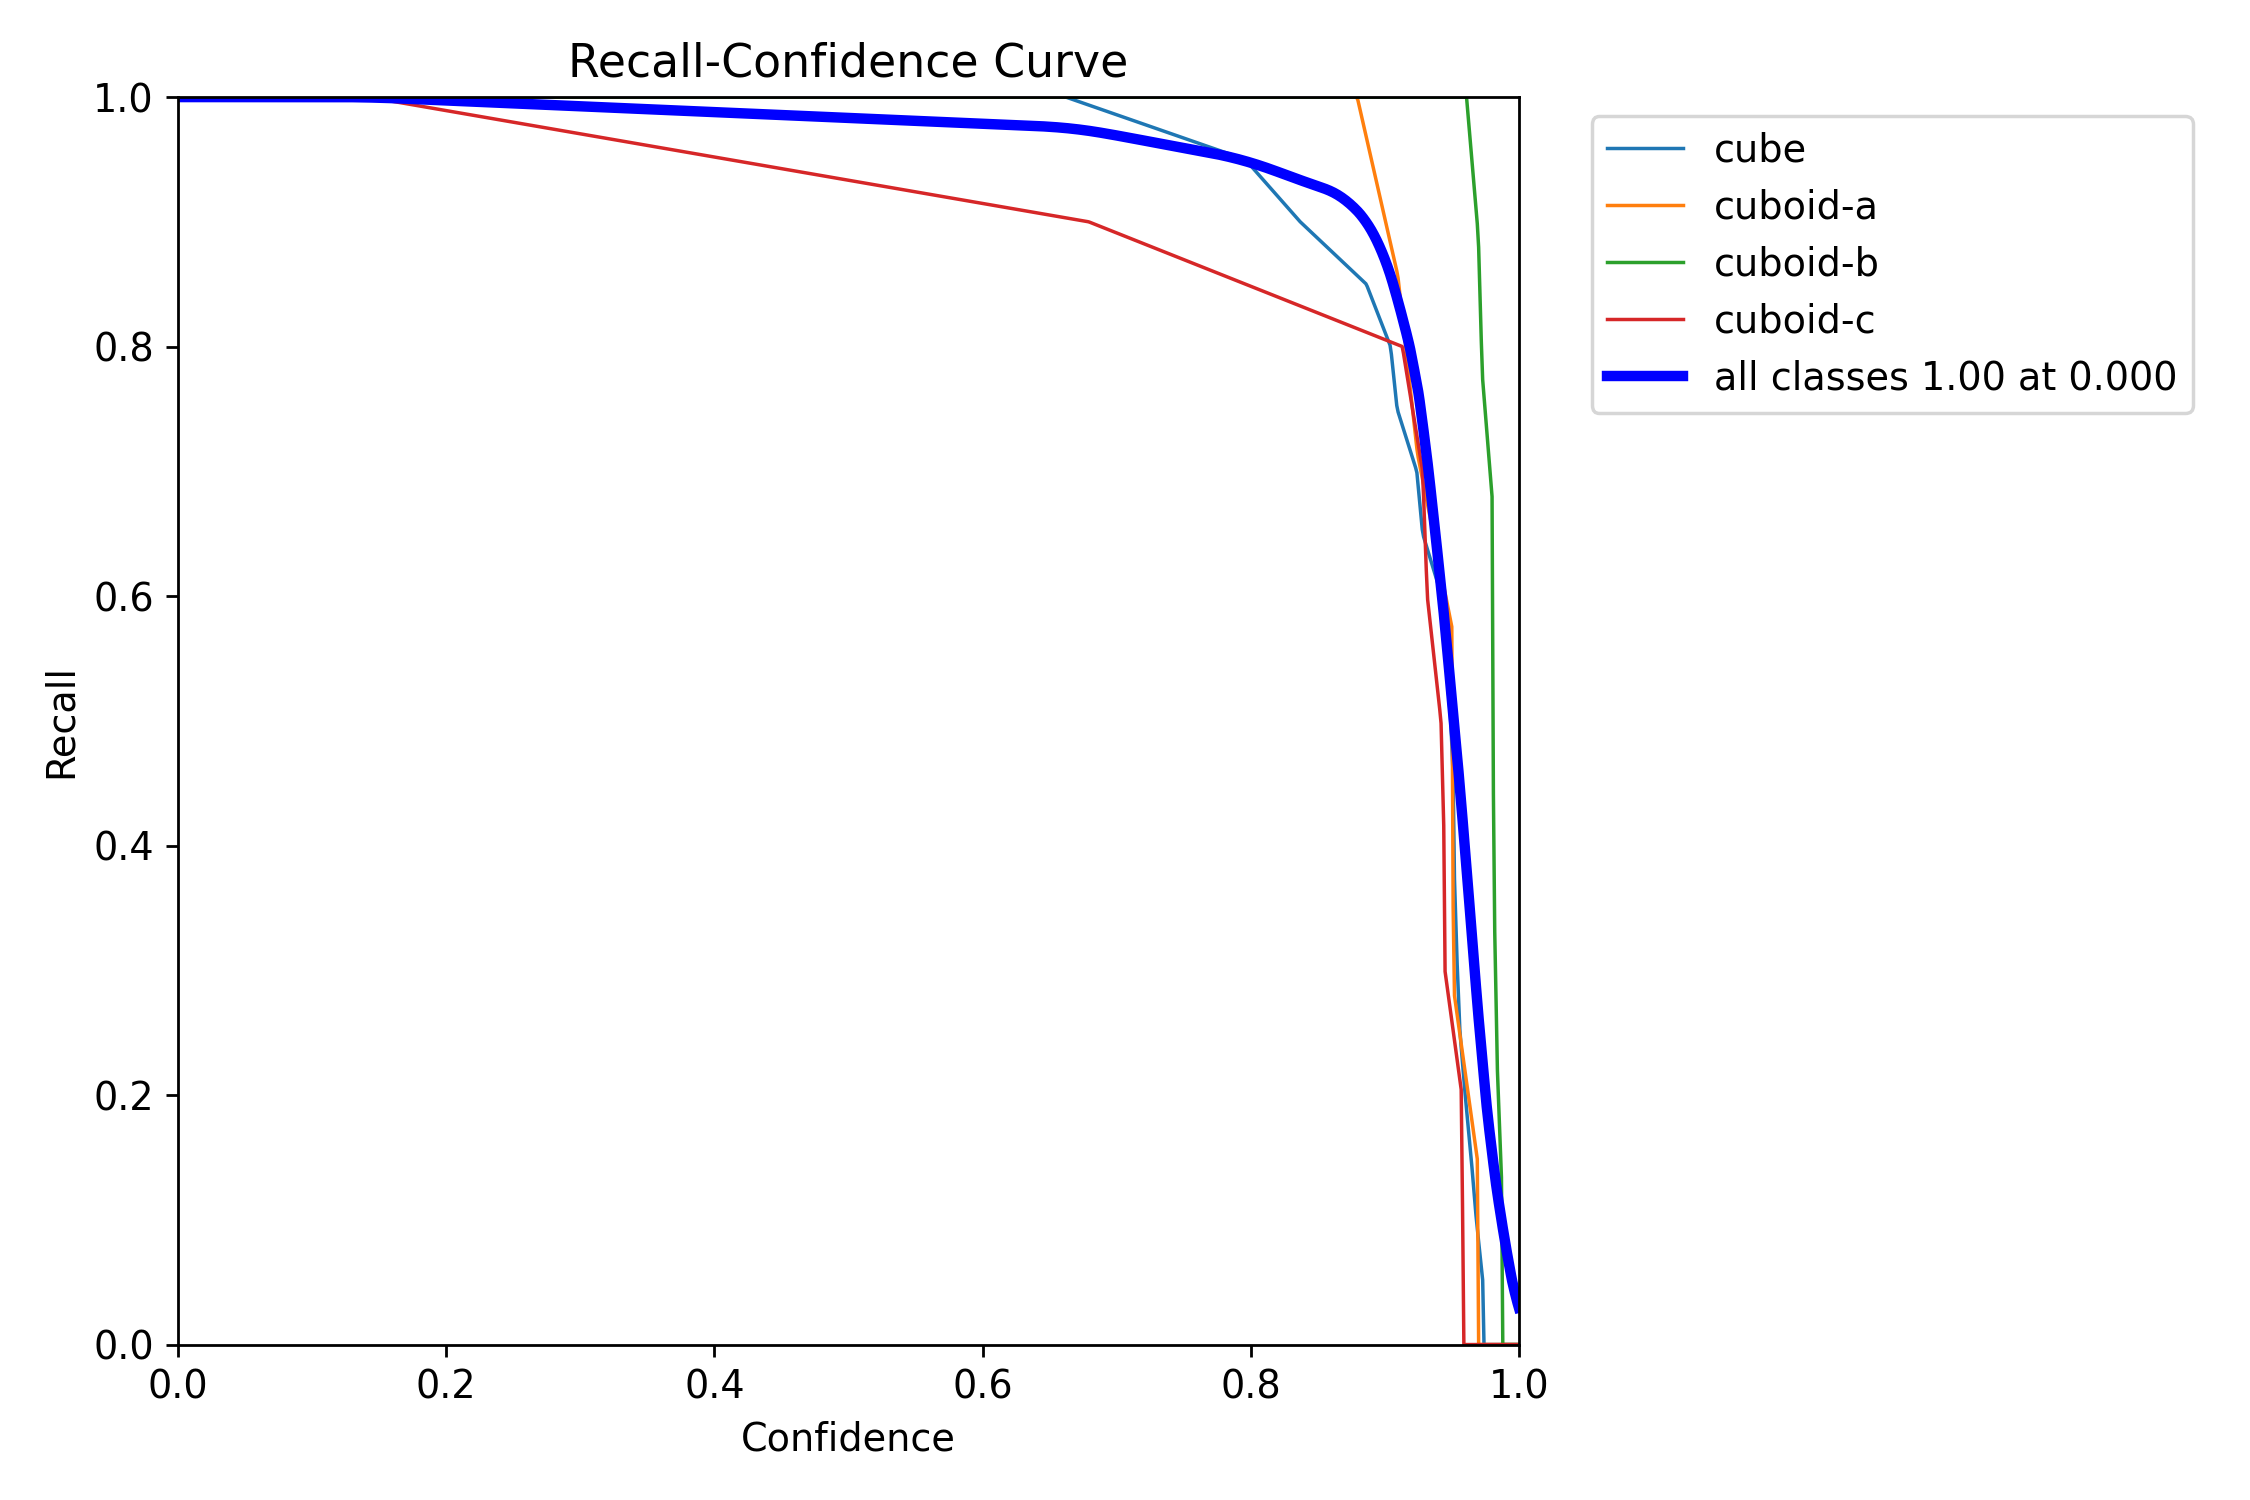 Recall-Confidence Curve
1.0
0.8
0.6
0.4
0.2
0.0
Recall
0.0 0.2 0.4 0.6 0.8 1.0
Confidence
cube
cuboid-a
cuboid-b
cuboid-c
all classes 1.00 at 0.000